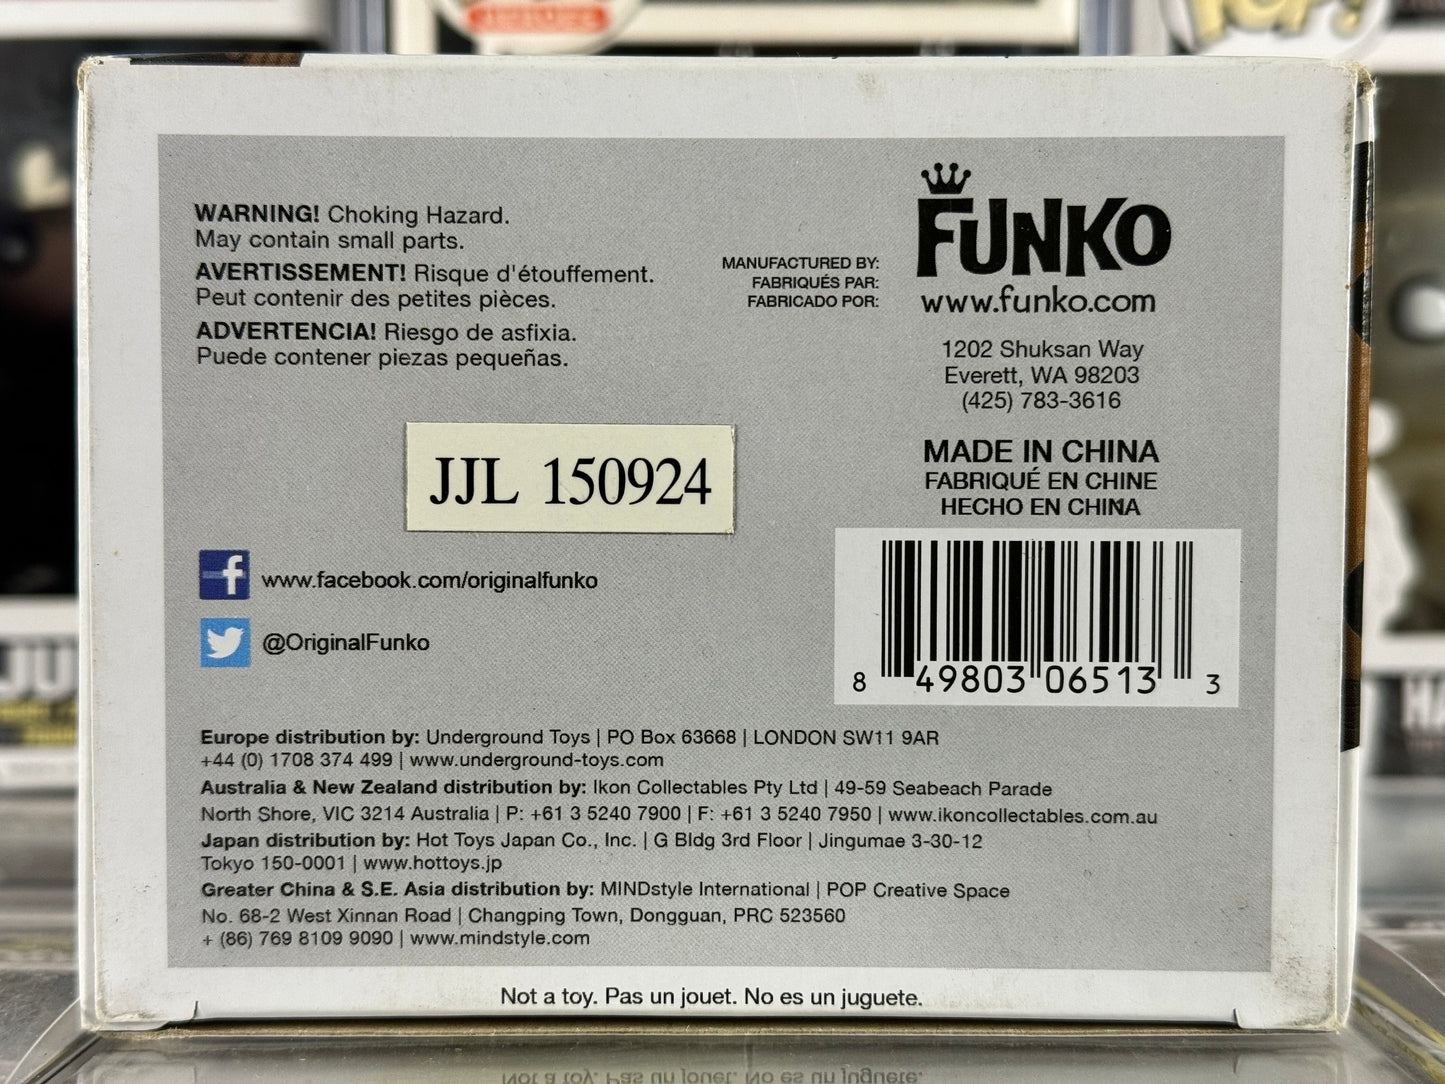 WARNING! Choking Hazard.
May contain small parts.
AVERTISSEMENT! Risque d'étouffement.
Peut contenir des petites pièces.
ADVERTENCIA! Riesgo de asfixia.
Puede contener piezas pequeñas.
MANUFACTURED BY:
FABRIQUÉS PAR:
FABRICADO POR:
FUNKO
www.funko.com
1202 Shuksan Way
Everett, WA 98203
(425) 783-3616
MADE IN CHINA
FABRIQUÉ EN CHINE
HECHO EN CHINA
JJL 150924
www.facebook.com/originalfunko
@OriginalFunko
8 49803 06513 3
Europe distribution by: Underground Toys | PO Box 63668 | LONDON SW11 9AR
+44 (0) 1708 374 499 | www.underground-toys.com
Australia & New Zealand distribution by: Ikon Collectables Pty Ltd | 49-59 Seabeach Parade
North Shore, VIC 3214 Australia | P: +61 3 5240 7900 | F: +61 3 5240 7950 | www.ikoncollectables.com.au
Japan distribution by: Hot Toys Japan Co., Inc. | G Bldg 3rd Floor | Jingumae 3-30-12
Tokyo 150-0001 | www.hottoys.jp
Greater China & S.E. Asia distribution by: MINDstyle International | POP Creative Space
No. 68-2 West Xinnan Road | Changping Town, Dongguan, PRC 523560
+ (86) 769 8109 9090 | www.mindstyle.com
Not a toy. Pas un jouet. No es un juguete.